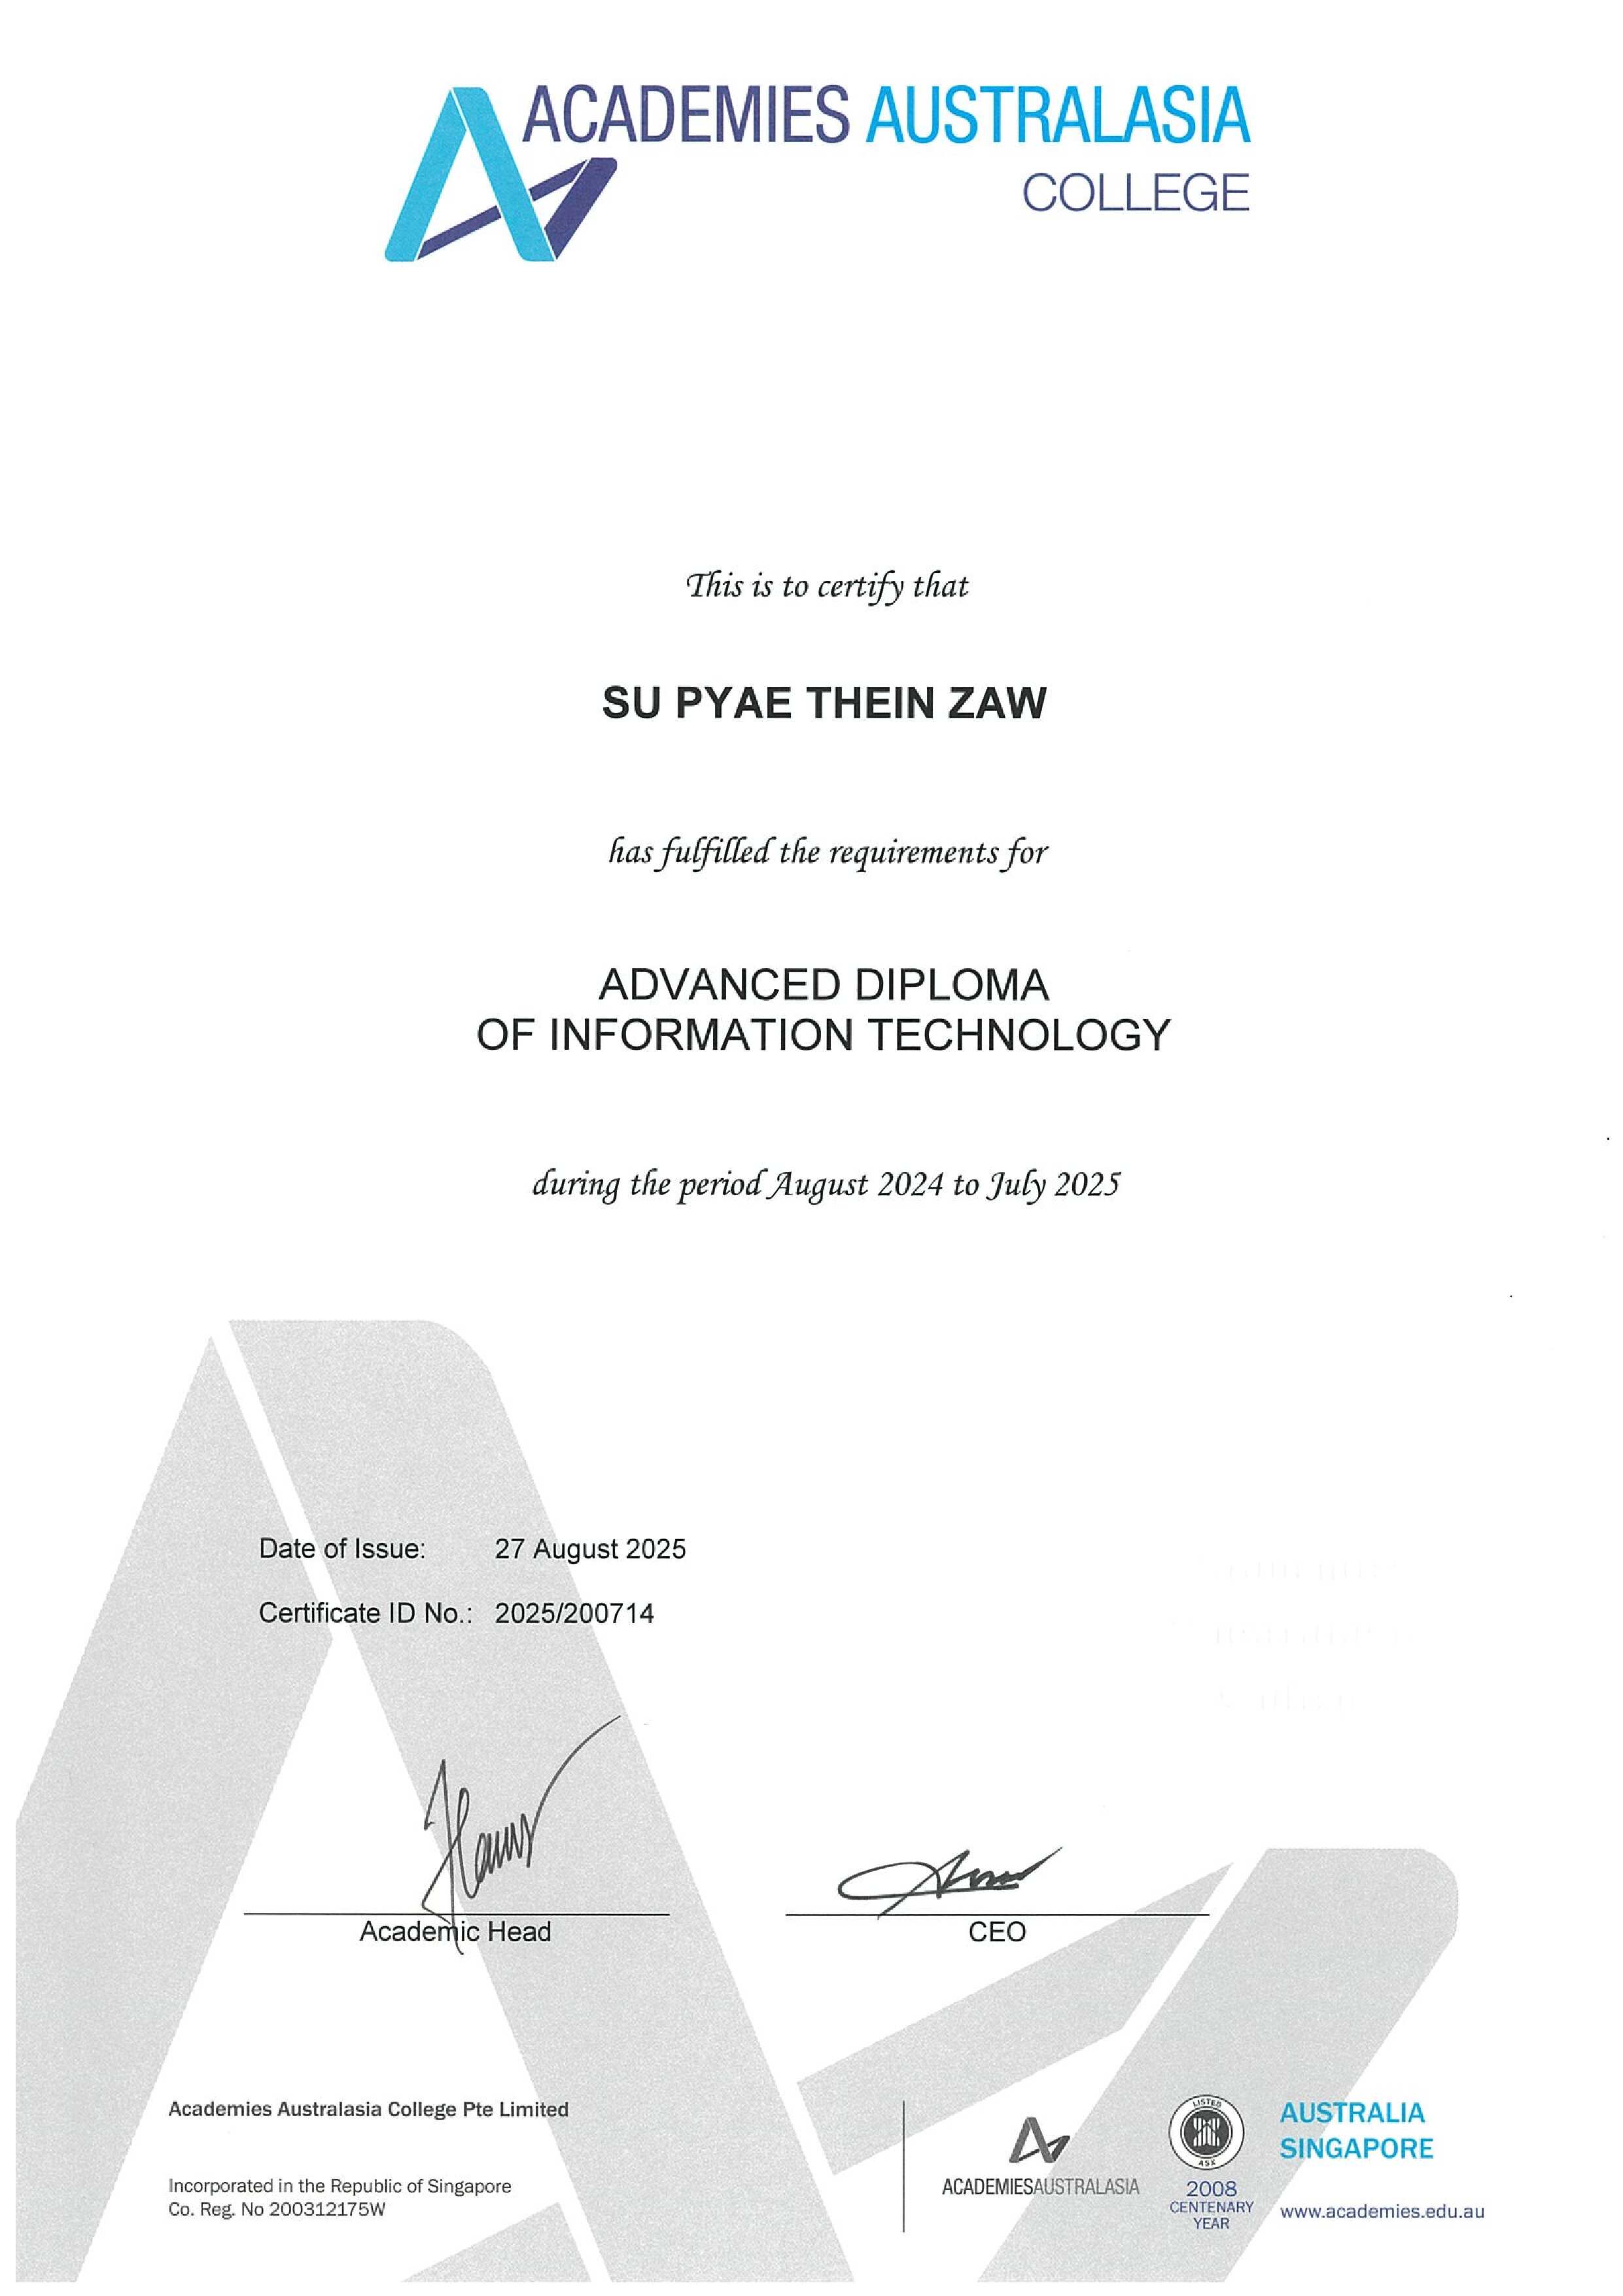 ACADEMIES AUSTRALASIA
COLLEGE
This is to certify that
SU PYAE THEIN ZAW
has fulfilled the requirements for
ADVANCED DIPLOMA
OF INFORMATION TECHNOLOGY
during the period August 2024 to July 2025
Date of Issue: 27 August 2025
Certificate ID No.: 2025/200714
Academic Head
CEO
Academies Australasia College Pte Limited
Incorporated in the Republic of Singapore
Co. Reg. No 200312175W
ACADEMIESAUSTRALASIA
LISTED
ASX
2008
CENTENARY
YEAR
AUSTRALIA
SINGAPORE
www.academies.edu.au